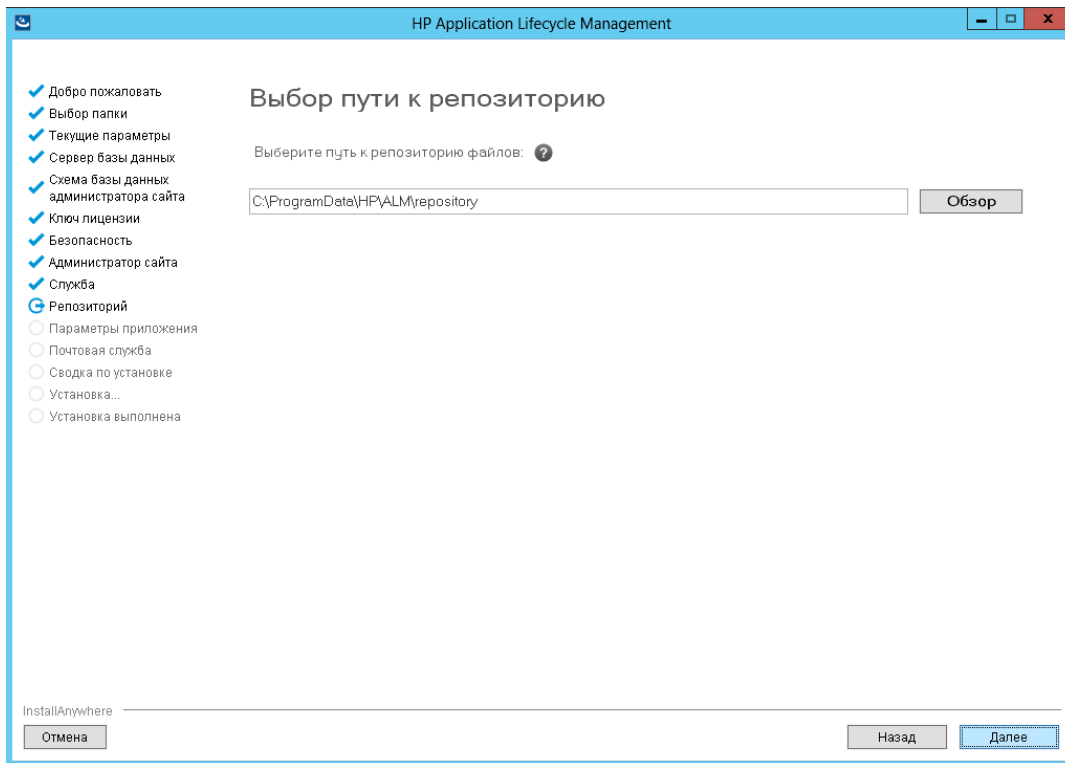 HP Application Lifecycle Management
Добро пожаловать
Выбор папки
Текущие параметры
Сервер базы данных
Схема базы данных
администратора сайта
Ключ лицензии
Безопасность
Администратор сайта
Служба
Репозиторий
Параметры приложения
Почтовая служба
Сводка по установке
Установка...
Установка выполнена
Выбор пути к репозиторию
Выберите путь к репозиторию файлов: ?
C:\ProgramData\HP\ALM\repository
Обзор
InstallAnywhere
Отмена
Назад
Далее